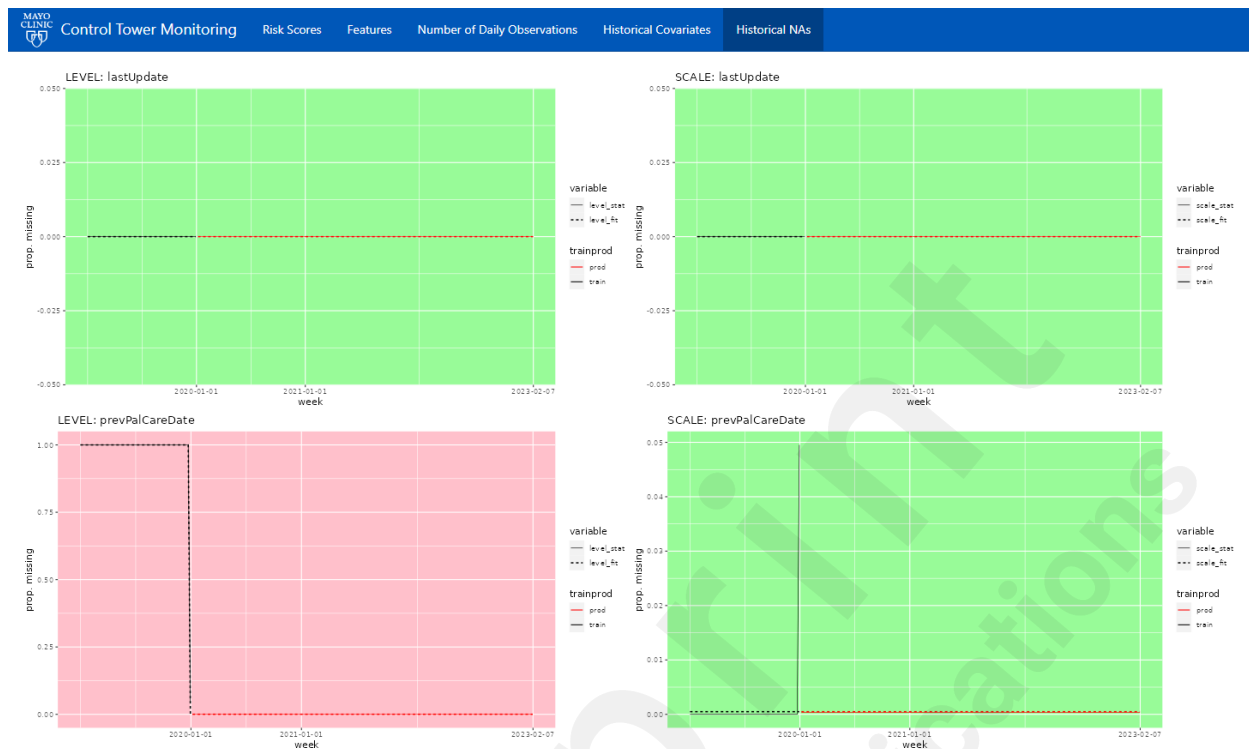 MAYO
CLINIC
Control Tower Monitoring Risk Scores Features Number of Daily Observations Historical Covariates Historical NAs
LEVEL: lastUpdate
0.050
0.025
0.000
-0.025
-0.050
prop. missing
2020-01-01 2021-01-01 2023-02-07
week
variable
level_stat
level_fit
trainprod
prod
train
SCALE: lastUpdate
0.050
0.025
0.000
-0.025
-0.050
prop. missing
2020-01-01 2021-01-01 2023-02-07
week
variable
scale_stat
scale_fit
trainprod
prod
train
LEVEL: prevPalCareDate
1.00
0.75
0.50
0.25
0.00
prop. missing
2020-01-01 2021-01-01 2023-02-07
week
variable
level_stat
level_fit
trainprod
prod
train
SCALE: prevPalCareDate
0.05
0.04
0.03
0.02
0.01
0.00
prop. missing
2020-01-01 2021-01-01 2023-02-07
week
variable
scale_stat
scale_fit
trainprod
prod
train
rint
ications